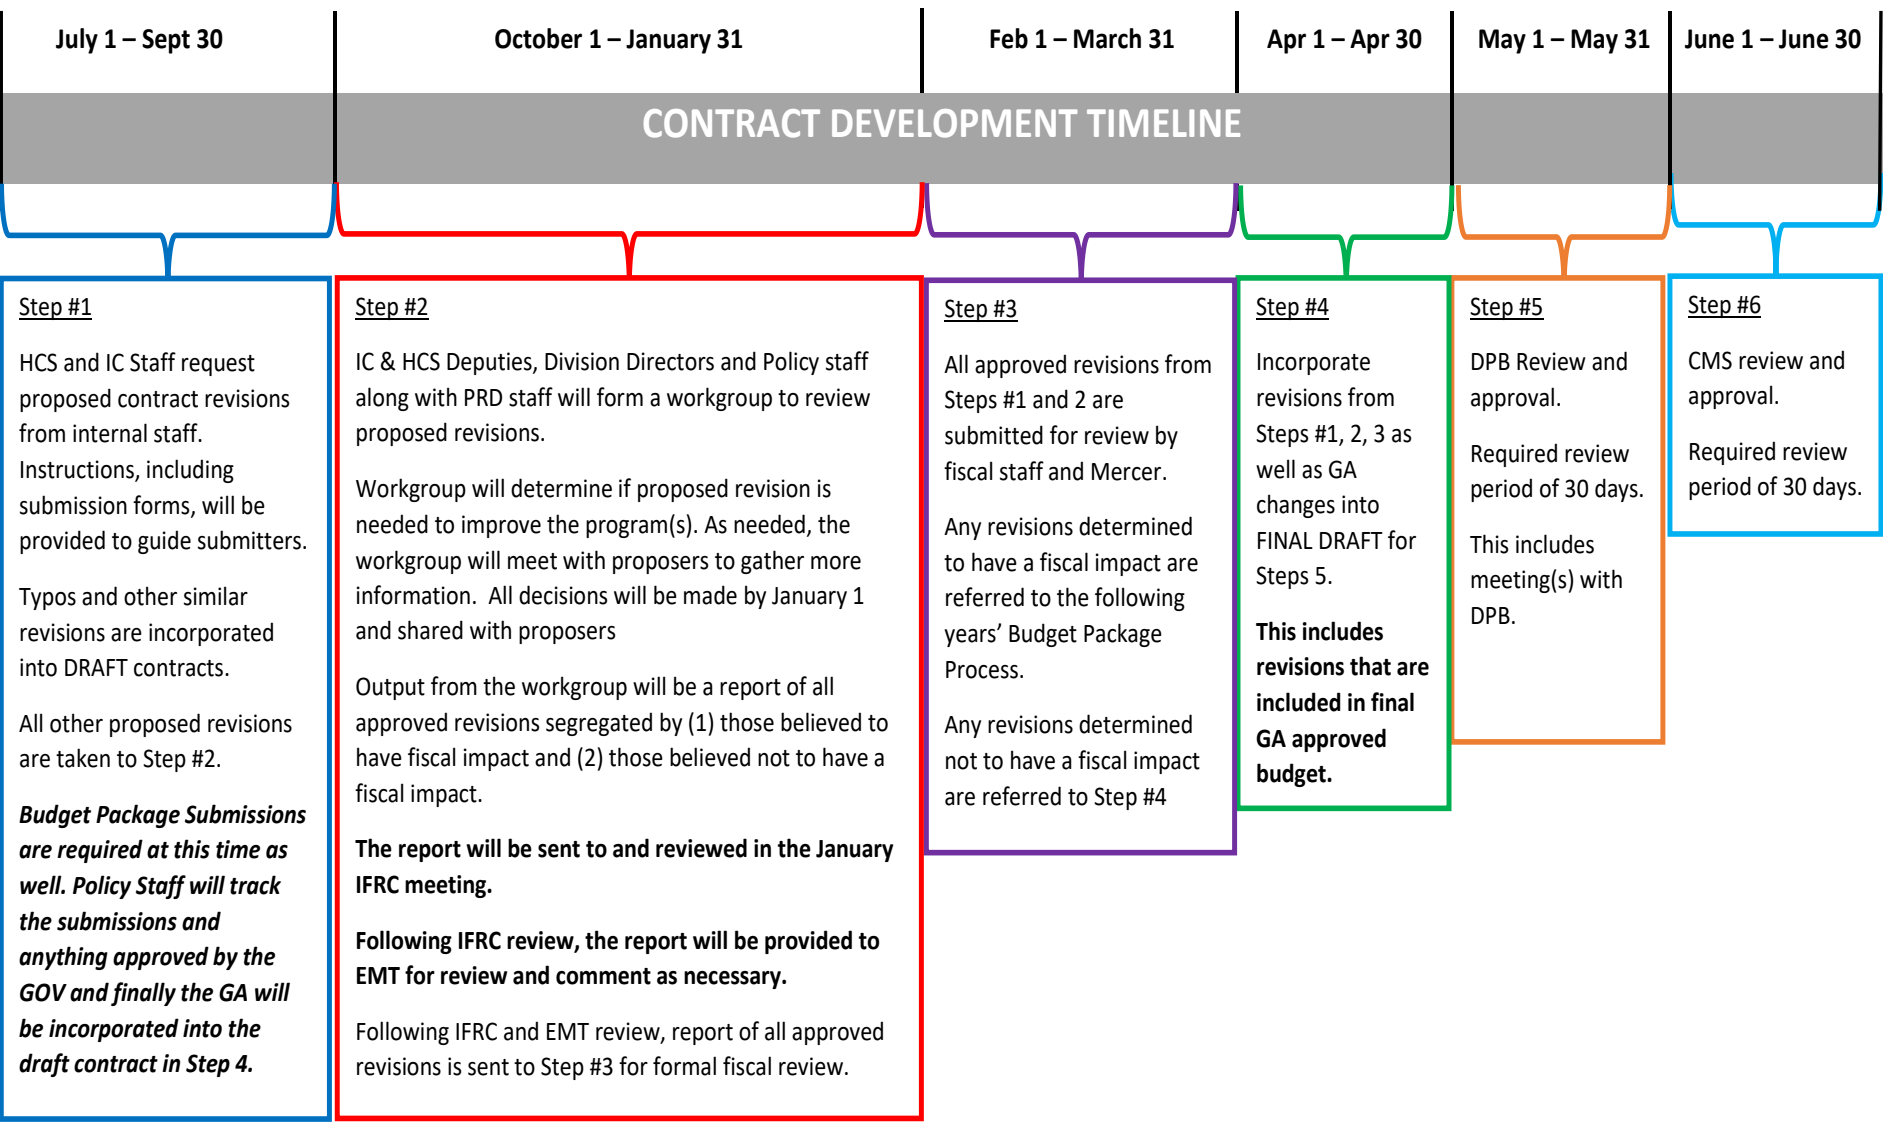 July 1 – Sept 30
October 1 – January 31
Feb 1 – March 31
Apr 1 – Apr 30
May 1 – May 31
June 1 – June 30
CONTRACT DEVELOPMENT TIMELINE
Step #1
HCS and IC Staff request
proposed contract revisions
from internal staff.
Instructions, including
submission forms, will be
provided to guide submitters.
Typos and other similar
revisions are incorporated
into DRAFT contracts.
All other proposed revisions
are taken to Step #2.
Budget Package Submissions
are required at this time as
well. Policy Staff will track
the submissions and
anything approved by the
GOV and finally the GA will
be incorporated into the
draft contract in Step 4.
Step #2
IC & HCS Deputies, Division Directors and Policy staff
along with PRD staff will form a workgroup to review
proposed revisions.
Workgroup will determine if proposed revision is
needed to improve the program(s). As needed, the
workgroup will meet with proposers to gather more
information.  All decisions will be made by January 1
and shared with proposers
Output from the workgroup will be a report of all
approved revisions segregated by (1) those believed to
have fiscal impact and (2) those believed not to have a
fiscal impact.
The report will be sent to and reviewed in the January
IFRC meeting.
Following IFRC review, the report will be provided to
EMT for review and comment as necessary.
Following IFRC and EMT review, report of all approved
revisions is sent to Step #3 for formal fiscal review.
Step #3
All approved revisions from
Steps #1 and 2 are
submitted for review by
fiscal staff and Mercer.
Any revisions determined
to have a fiscal impact are
referred to the following
years’ Budget Package
Process.
Any revisions determined
not to have a fiscal impact
are referred to Step #4
Step #4
Incorporate
revisions from
Steps #1, 2, 3 as
well as GA
changes into
FINAL DRAFT for
Steps 5.
This includes
revisions that are
included in final
GA approved
budget.
Step #5
DPB Review and
approval.
Required review
period of 30 days.
This includes
meeting(s) with
DPB.
Step #6
CMS review and
approval.
Required review
period of 30 days.